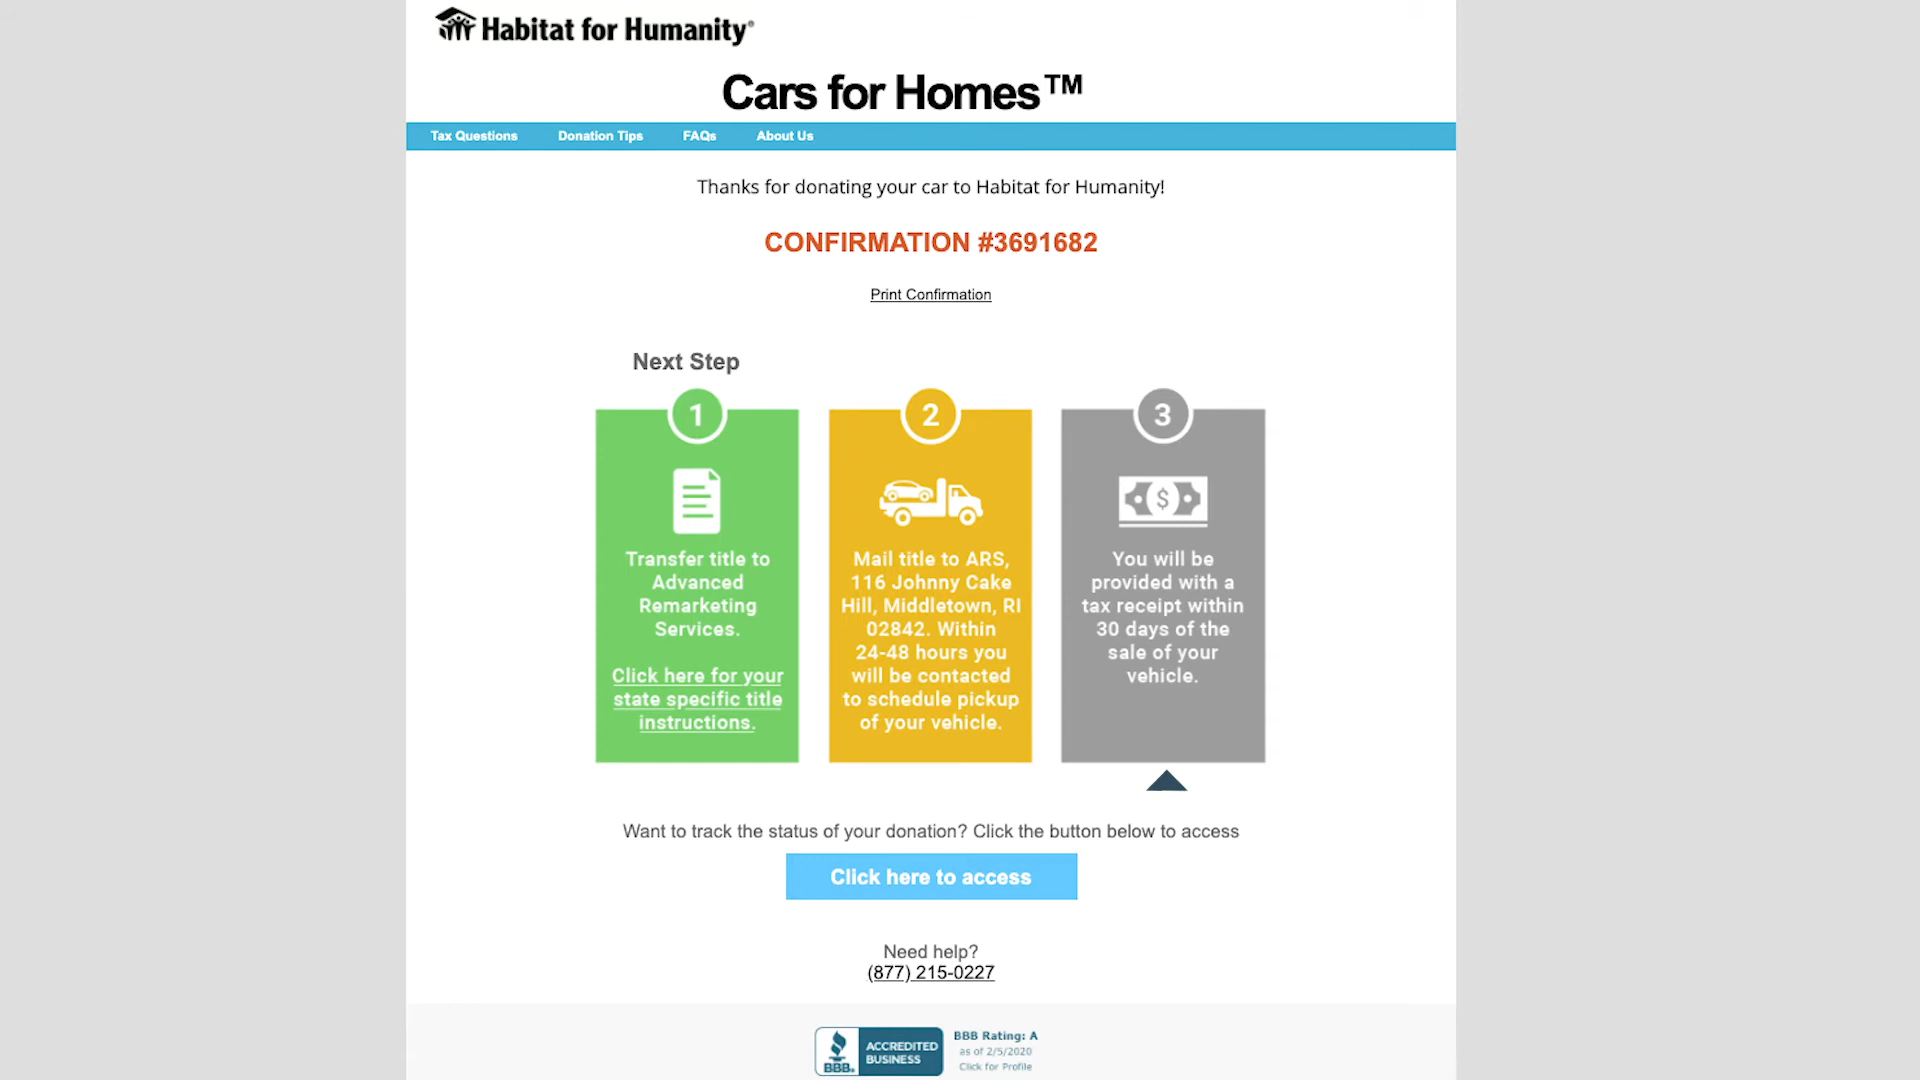 Habitat for Humanity®
Cars for Homes™
Tax Questions
Donation Tips
FAQs
About Us
Thanks for donating your car to Habitat for Humanity!
CONFIRMATION #3691682
Print Confirmation
Next Step
1
Transfer title to
Advanced
Remarketing
Services.
Click here for your
state specific title
instructions.
2
Mail title to ARS,
116 Johnny Cake
Hill, Middletown, RI
02842. Within
24-48 hours you
will be contacted
to schedule pickup
of your vehicle.
3
$
You will be
provided with a
tax receipt within
30 days of the
sale of your
vehicle.
Want to track the status of your donation? Click the button below to access
Click here to access
Need help?
(877) 215-0227
BBB.
ACCREDITED
BUSINESS
BBB Rating: A
as of 2/5/2020
Click for Profile